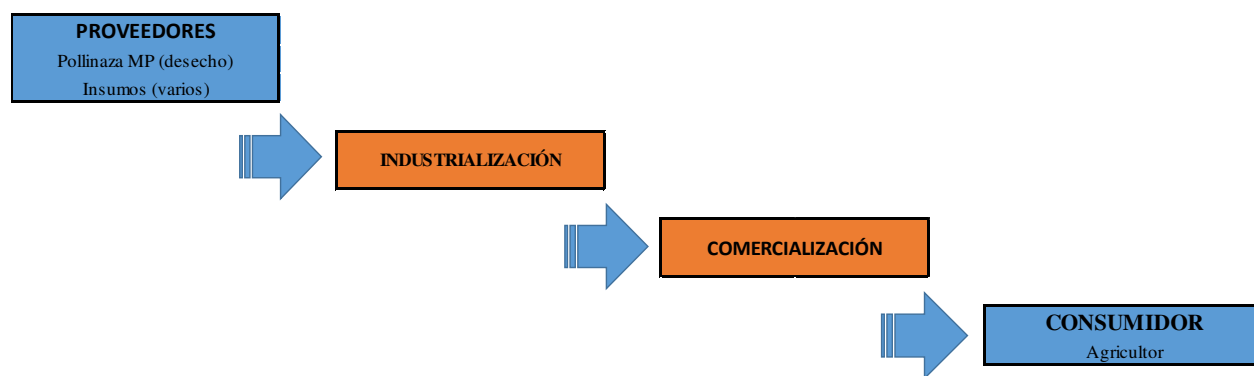 PROVEEDORES
Pollinaza MP (desecho)
Insumos (varios)
INDUSTRIALIZACIÓN
COMERCIALIZACIÓN
CONSUMIDOR
Agricultor